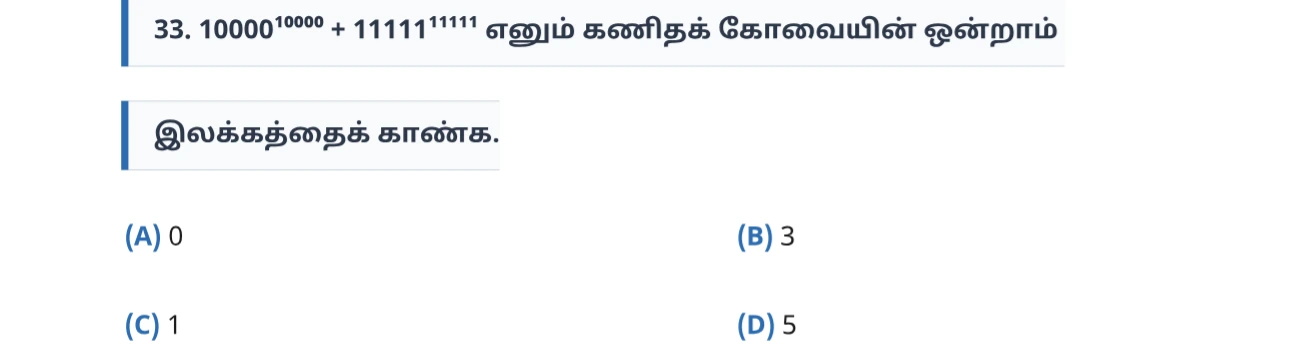 33. 10000¹⁰⁰⁰⁰ + 11111¹¹¹¹¹ எனும் கணிதக் கோவையின் ஒன்றாம்
இலக்கத்தைக் காண்க.
(A) 0 (B) 3
(C) 1 (D) 5